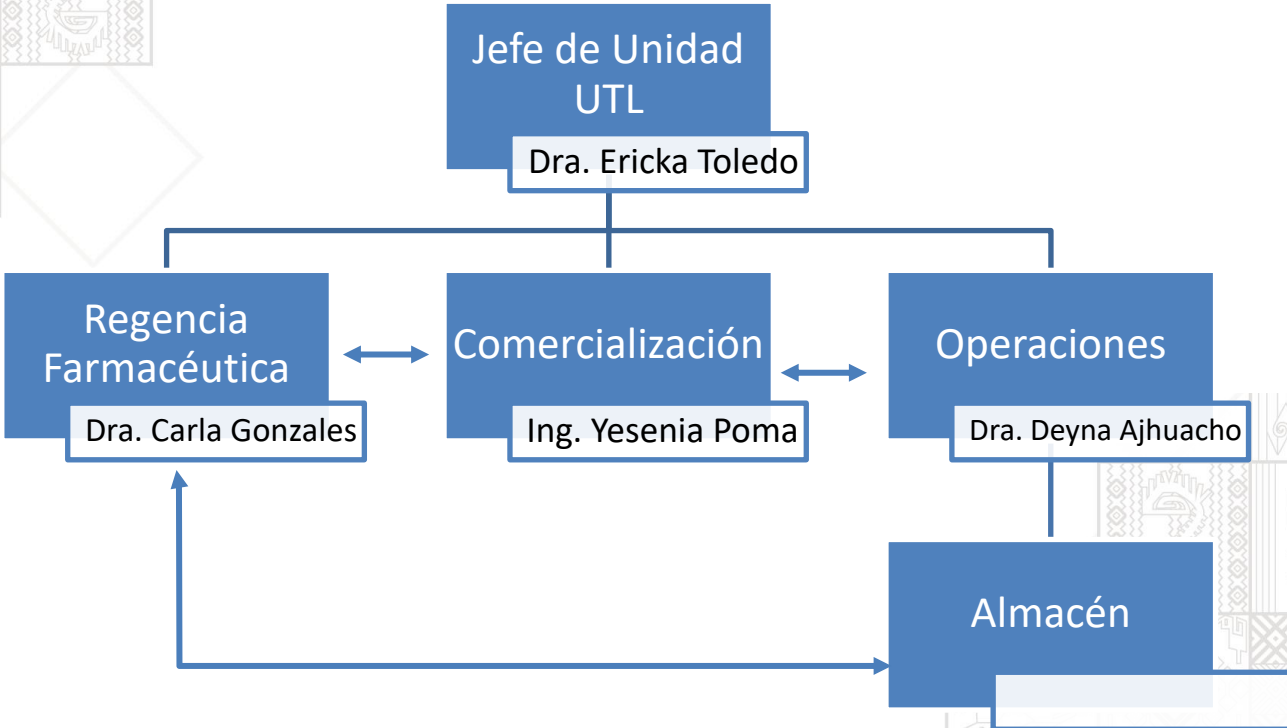 Jefe de Unidad
UTL
Dra. Ericka Toledo
Regencia
Farmacéutica
Dra. Carla Gonzales
Comercialización
Ing. Yesenia Poma
Operaciones
Dra. Deyna Ajhuacho
Almacén